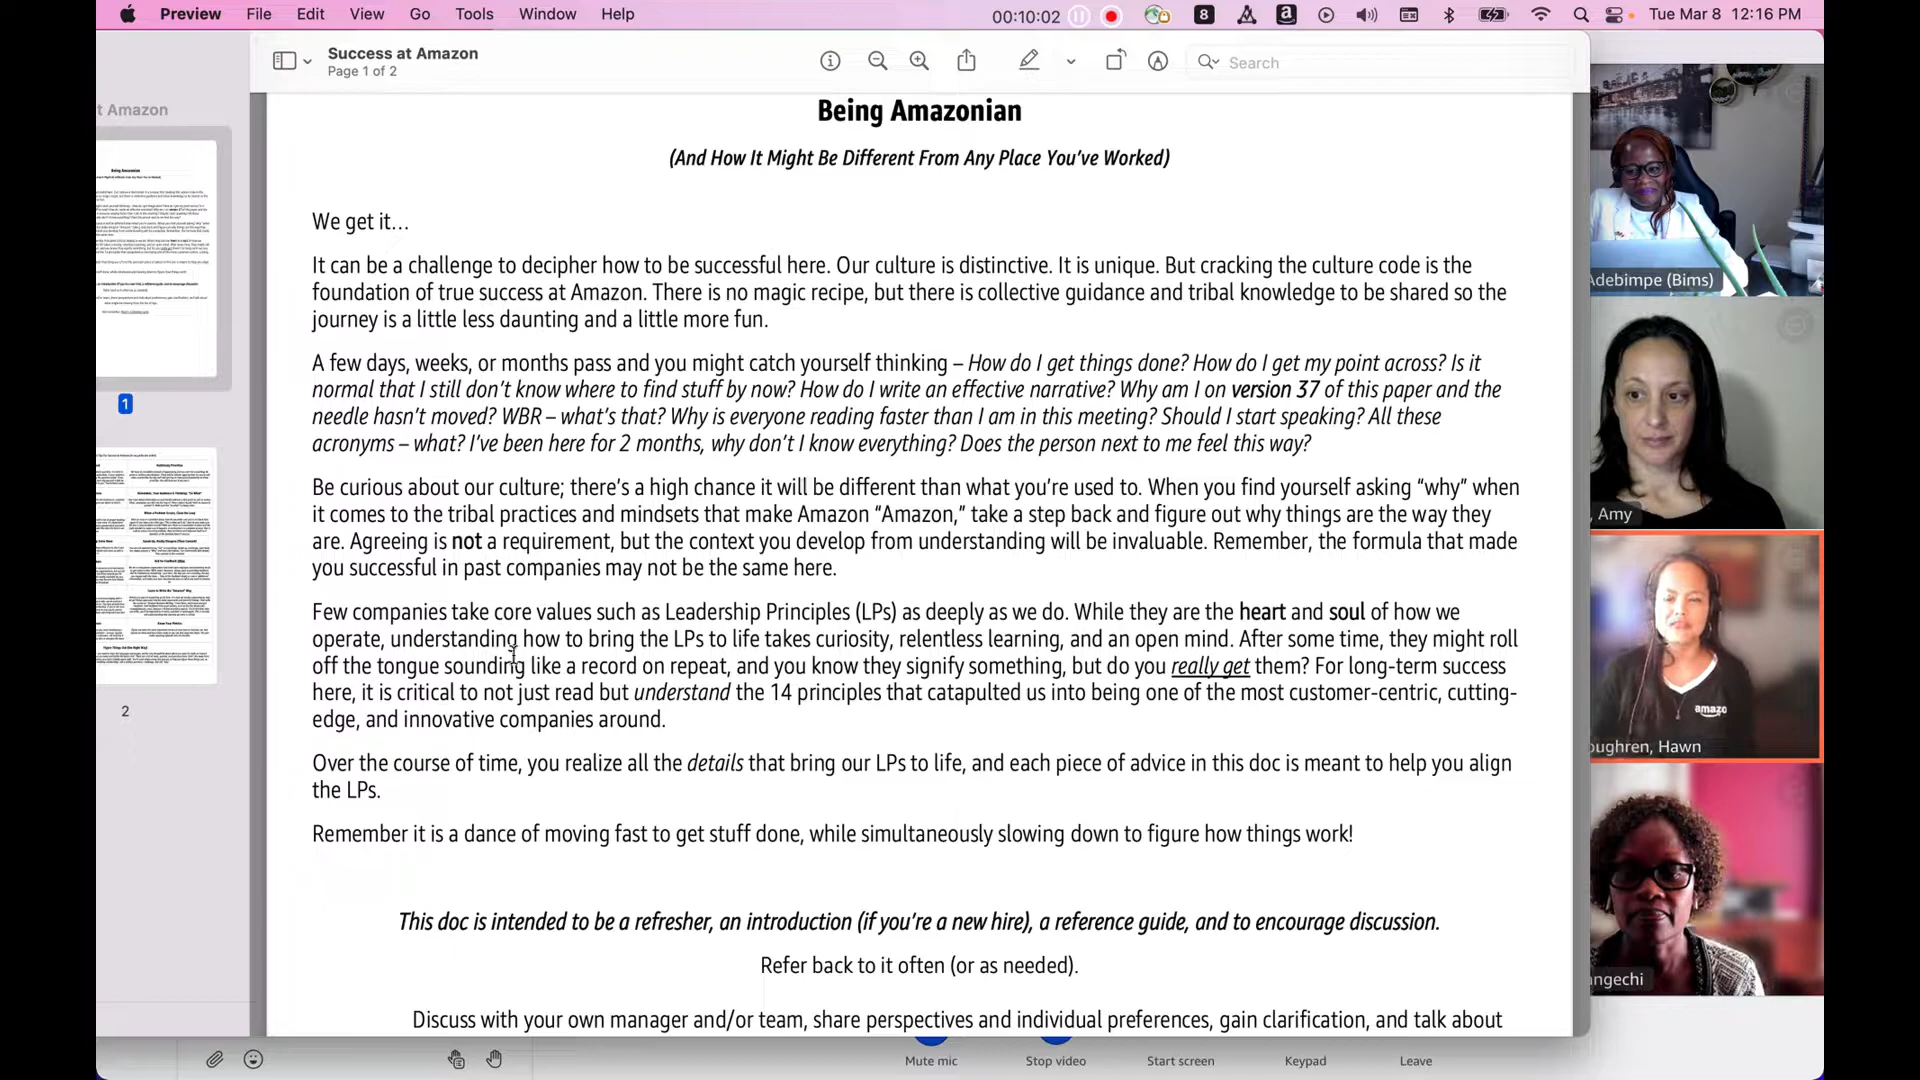 Preview File Edit View Go Tools Window Help 00:10:02 8 a Tue Mar 8 12:16 PM
Success at Amazon
Page 1 of 2
Search
t Amazon
Being Amazonian
(And How It Might Be Different From Any Place You've Worked)
We get it…
It can be a challenge to decipher how to be successful here. Our culture is distinctive. It is unique. But cracking the culture code is the
foundation of true success at Amazon. There is no magic recipe, but there is collective guidance and tribal knowledge to be shared so the
journey is a little less daunting and a little more fun.
A few days, weeks, or months pass and you might catch yourself thinking – How do I get things done? How do I get my point across? Is it
normal that I still don't know where to find stuff by now? How do I write an effective narrative? Why am I on version 37 of this paper and the
needle hasn't moved? WBR – what's that? Why is everyone reading faster than I am in this meeting? Should I start speaking? All these
acronyms – what? I've been here for 2 months, why don't I know everything? Does the person next to me feel this way?
Be curious about our culture; there's a high chance it will be different than what you're used to. When you find yourself asking “why” when
it comes to the tribal practices and mindsets that make Amazon “Amazon,” take a step back and figure out why things are the way they
are. Agreeing is not a requirement, but the context you develop from understanding will be invaluable. Remember, the formula that made
you successful in past companies may not be the same here.
Few companies take core values such as Leadership Principles (LPs) as deeply as we do. While they are the heart and soul of how we
operate, understanding how to bring the LPs to life takes curiosity, relentless learning, and an open mind. After some time, they might roll
off the tongue sounding like a record on repeat, and you know they signify something, but do you really get them? For long-term success
here, it is critical to not just read but understand the 14 principles that catapulted us into being one of the most customer-centric, cutting-
edge, and innovative companies around.
Over the course of time, you realize all the details that bring our LPs to life, and each piece of advice in this doc is meant to help you align
the LPs.
Remember it is a dance of moving fast to get stuff done, while simultaneously slowing down to figure how things work!
This doc is intended to be a refresher, an introduction (if you're a new hire), a reference guide, and to encourage discussion.
Refer back to it often (or as needed).
Discuss with your own manager and/or team, share perspectives and individual preferences, gain clarification, and talk about
Being Amazonian
1
2
Adebimpe (Bims)
, Amy
amazon
oughren, Hawn
ngechi
Mute mic Stop video Start screen Keypad Leave